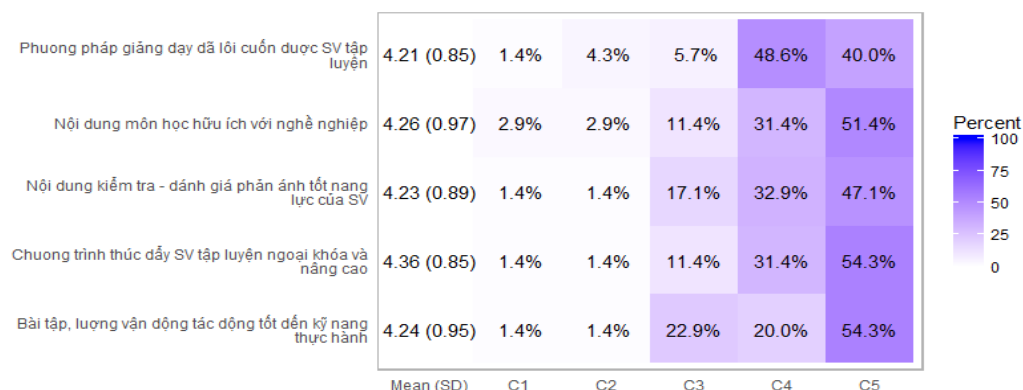 Phuong pháp giảng dạy dã lôi cuốn duợc SV tập
luyện
4.21 (0.85) 1.4% 4.3% 5.7% 48.6% 40.0%
Nội dung môn học hữu ích với nghề nghiệp
4.26 (0.97) 2.9% 2.9% 11.4% 31.4% 51.4%
Nội dung kiểm tra - dánh giá phản ánh tốt nang
lực của SV
4.23 (0.89) 1.4% 1.4% 17.1% 32.9% 47.1%
Chuong trình thúc dẩy SV tập luyện ngoại khóa và
nâng cao
4.36 (0.85) 1.4% 1.4% 11.4% 31.4% 54.3%
Bài tập, luợng vận dộng tác dộng tốt dến kỹ nang
thực hành
4.24 (0.95) 1.4% 1.4% 22.9% 20.0% 54.3%
Mean (SD) C1 C2 C3 C4 C5
Percent
100
75
50
25
0